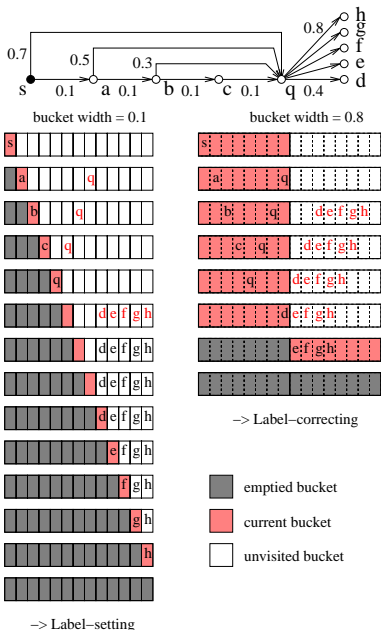 h
0.8 g
0.7 f
0.5 0.3 e
s 0.1 a 0.1 b 0.1 c 0.1 q 0.4 d
bucket width = 0.1 bucket width = 0.8
s s
a q a q
b q b q d e f g h
c q c q d e f g h
q q d e f g h
d e f g h d e f g h
e f g h
d e f g h
d e f g h
d e f g h
e f g h
f g h
g h
h
−> Label−correcting
emptied bucket
current bucket
unvisited bucket
−> Label−setting